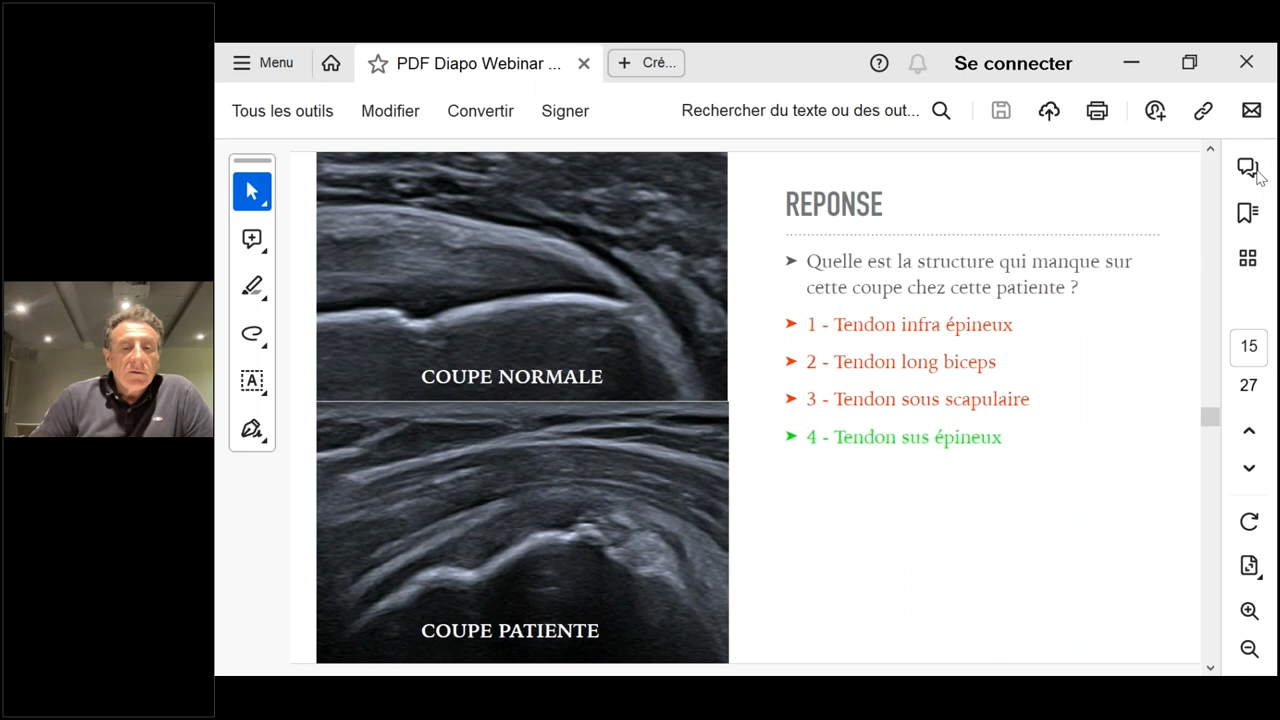 Menu
PDF Diapo Webinar ...
Cré...
Se connecter
Tous les outils
Modifier
Convertir
Signer
Rechercher du texte ou des out...
COUPE NORMALE
COUPE PATIENTE
REPONSE
Quelle est la structure qui manque sur
cette coupe chez cette patiente ?
1 - Tendon infra épineux
2 - Tendon long biceps
3 - Tendon sous scapulaire
4 - Tendon sus épineux
15
27